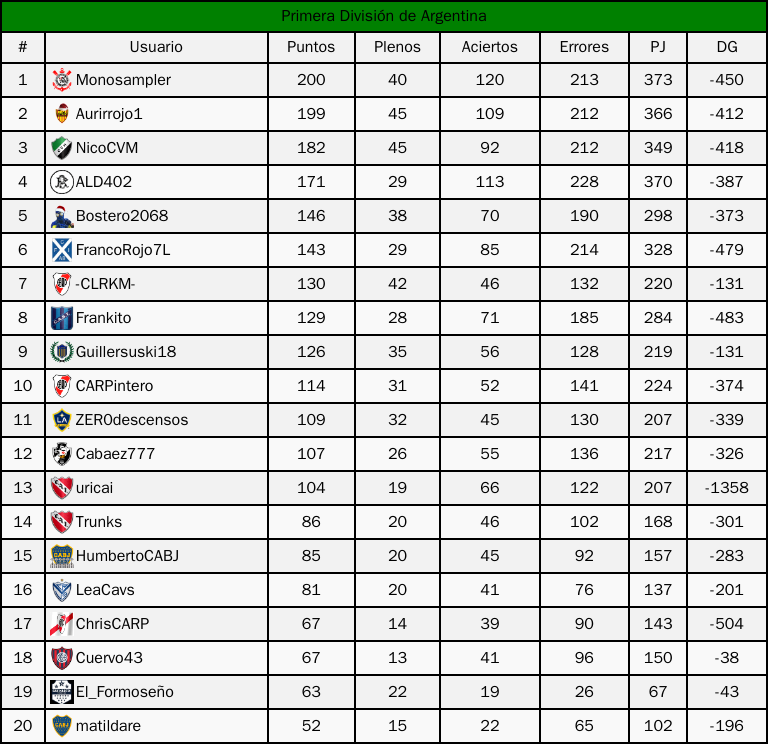 Primera División de Argentina
# Usuario Puntos Plenos Aciertos Errores PJ DG
1 Monosampler 200 40 120 213 373 -450
2 Aurirrojo1 199 45 109 212 366 -412
3 NicoCVM 182 45 92 212 349 -418
4 ALD402 171 29 113 228 370 -387
5 Bostero2068 146 38 70 190 298 -373
6 FrancoRojo7L 143 29 85 214 328 -479
7 -CLRKM- 130 42 46 132 220 -131
8 Frankito 129 28 71 185 284 -483
9 Guillersuski18 126 35 56 128 219 -131
10 CARPintero 114 31 52 141 224 -374
11 ZER0descensos 109 32 45 130 207 -339
12 Cabaez777 107 26 55 136 217 -326
13 uricai 104 19 66 122 207 -1358
14 Trunks 86 20 46 102 168 -301
15 HumbertoCABJ 85 20 45 92 157 -283
16 LeaCavs 81 20 41 76 137 -201
17 ChrisCARP 67 14 39 90 143 -504
18 Cuervo43 67 13 41 96 150 -38
19 El_Formoseño 63 22 19 26 67 -43
20 matildare 52 15 22 65 102 -196